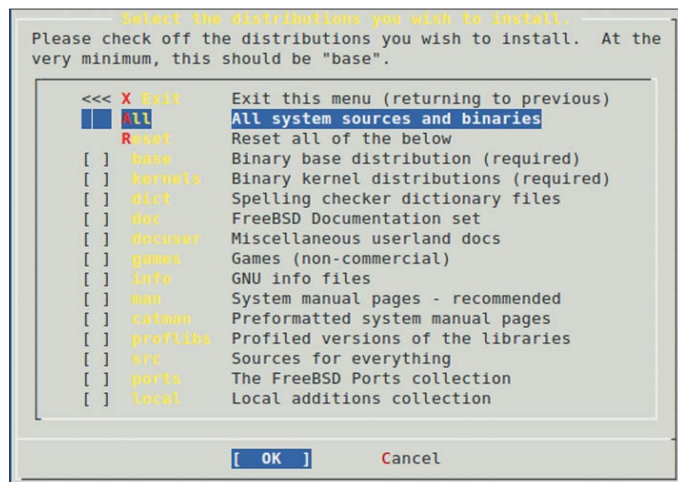 Select the distributions you wish to install.
Please check off the distributions you wish to install.  At the
very minimum, this should be "base".
<<< X Exit     Exit this menu (returning to previous)
All      All system sources and binaries
Reset    Reset all of the below
[ ]  base     Binary base distribution (required)
[ ]  kernels  Binary kernel distributions (required)
[ ]  dict     Spelling checker dictionary files
[ ]  doc      FreeBSD Documentation set
[ ]  docuser  Miscellaneous userland docs
[ ]  games    Games (non-commercial)
[ ]  info     GNU info files
[ ]  man      System manual pages - recommended
[ ]  catman   Preformatted system manual pages
[ ]  proflibs Profiled versions of the libraries
[ ]  src      Sources for everything
[ ]  ports    The FreeBSD Ports collection
[ ]  local    Local additions collection
[  OK  ]       Cancel